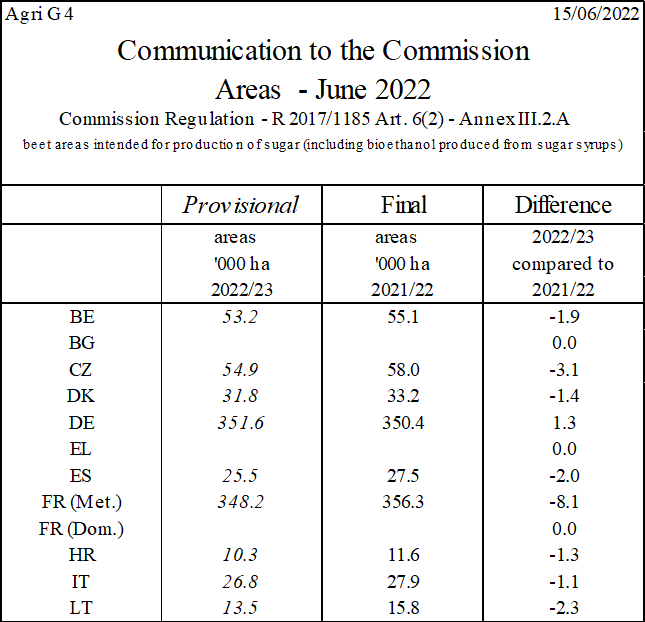 Agri G4 15/06/2022
Communication to the Commission
Areas - June 2022
Commission Regulation - R 2017/1185 Art. 6(2) - Annex III.2.A
beet areas intended for production of sugar (including bioethanol produced from sugar syrups)
Provisional Final Difference
areas areas 2022/23
'000 ha '000 ha compared to
2022/23 2021/22 2021/22
BE 53.2 55.1 -1.9
BG 0.0
CZ 54.9 58.0 -3.1
DK 31.8 33.2 -1.4
DE 351.6 350.4 1.3
EL 0.0
ES 25.5 27.5 -2.0
FR (Met.) 348.2 356.3 -8.1
FR (Dom.) 0.0
HR 10.3 11.6 -1.3
IT 26.8 27.9 -1.1
LT 13.5 15.8 -2.3